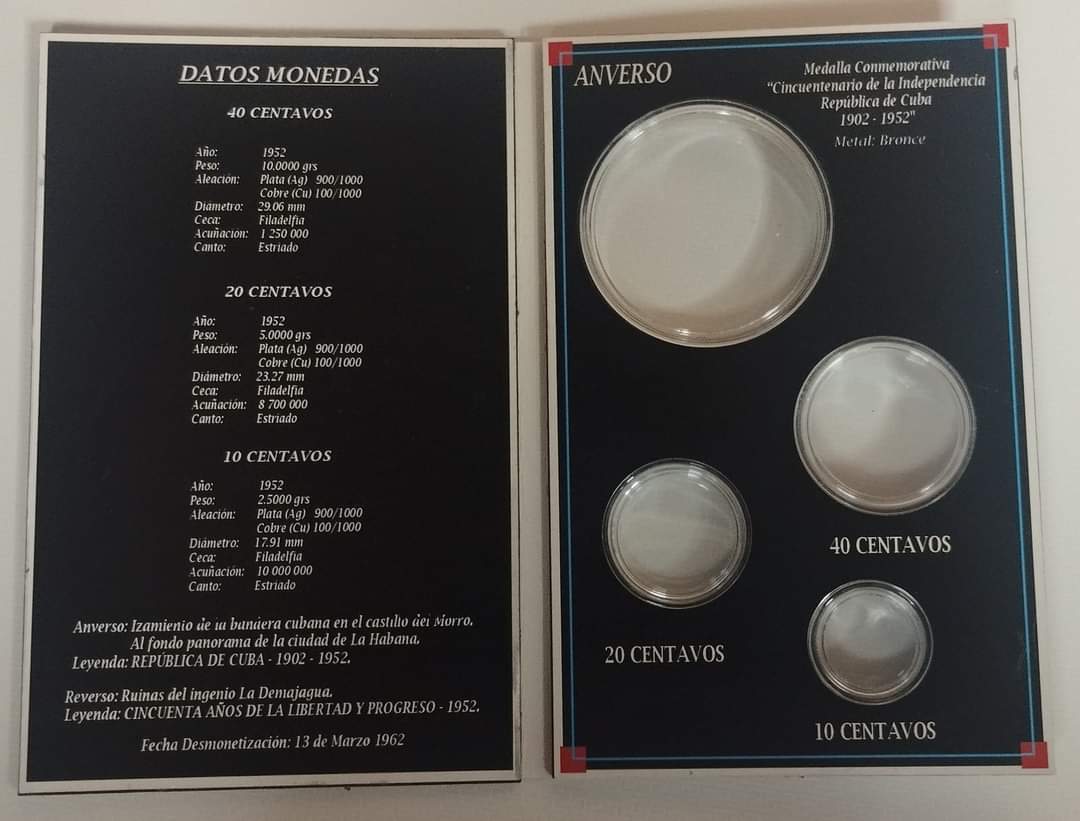 DATOS MONEDAS
40 CENTAVOS
Año: 1952
Peso: 10.0000 grs
Aleación: Plata (Ag) 900/1000
Cobre (Cu) 100/1000
Diámetro: 29.06 mm
Ceca: Filadelfia
Acuñación: 1 250 000
Canto: Estriado
20 CENTAVOS
Año: 1952
Peso: 5.0000 grs
Aleación: Plata (Ag) 900/1000
Cobre (Cu) 100/1000
Diámetro: 23.27 mm
Ceca: Filadelfia
Acuñación: 8 700 000
Canto: Estriado
10 CENTAVOS
Año: 1952
Peso: 2.5000 grs
Aleación: Plata (Ag) 900/1000
Cobre (Cu) 100/1000
Diámetro: 17.91 mm
Ceca: Filadelfia
Acuñación: 10 000 000
Canto: Estriado
Anverso: Izamiento de la bandera cubana en el castillo del Morro.
Al fondo panorama de la ciudad de La Habana.
Leyenda: REPÚBLICA DE CUBA - 1902 - 1952.
Reverso: Ruinas del ingenio La Demajagua.
Leyenda: CINCUENTA AÑOS DE LA LIBERTAD Y PROGRESO - 1952.
Fecha Desmonetización: 13 de Marzo 1962
ANVERSO
Medalla Conmemorativa
"Cincuentenario de la Independencia
República de Cuba
1902 - 1952"
Metal: Bronce
40 CENTAVOS
20 CENTAVOS
10 CENTAVOS